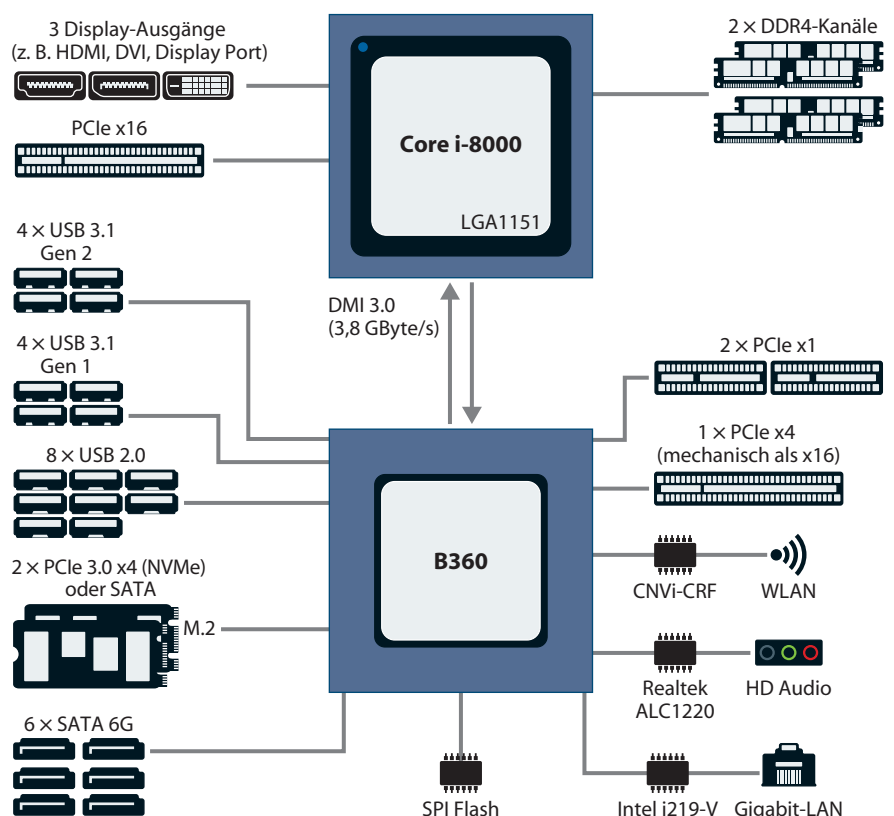 3 Display-Ausgänge
(z. B. HDMI, DVI, Display Port)
PCIe x16
2 × DDR4-Kanäle
Core i-8000
LGA1151
4 × USB 3.1
Gen 2
DMI 3.0
(3,8 GByte/s)
4 × USB 3.1
Gen 1
2 × PCIe x1
8 × USB 2.0
1 × PCIe x4
(mechanisch als x16)
B360
2 × PCIe 3.0 x4 (NVMe)
oder SATA
M.2
CNVi-CRF
WLAN
Realtek
ALC1220
HD Audio
6 × SATA 6G
SPI Flash
Intel i219-V
Gigabit-LAN